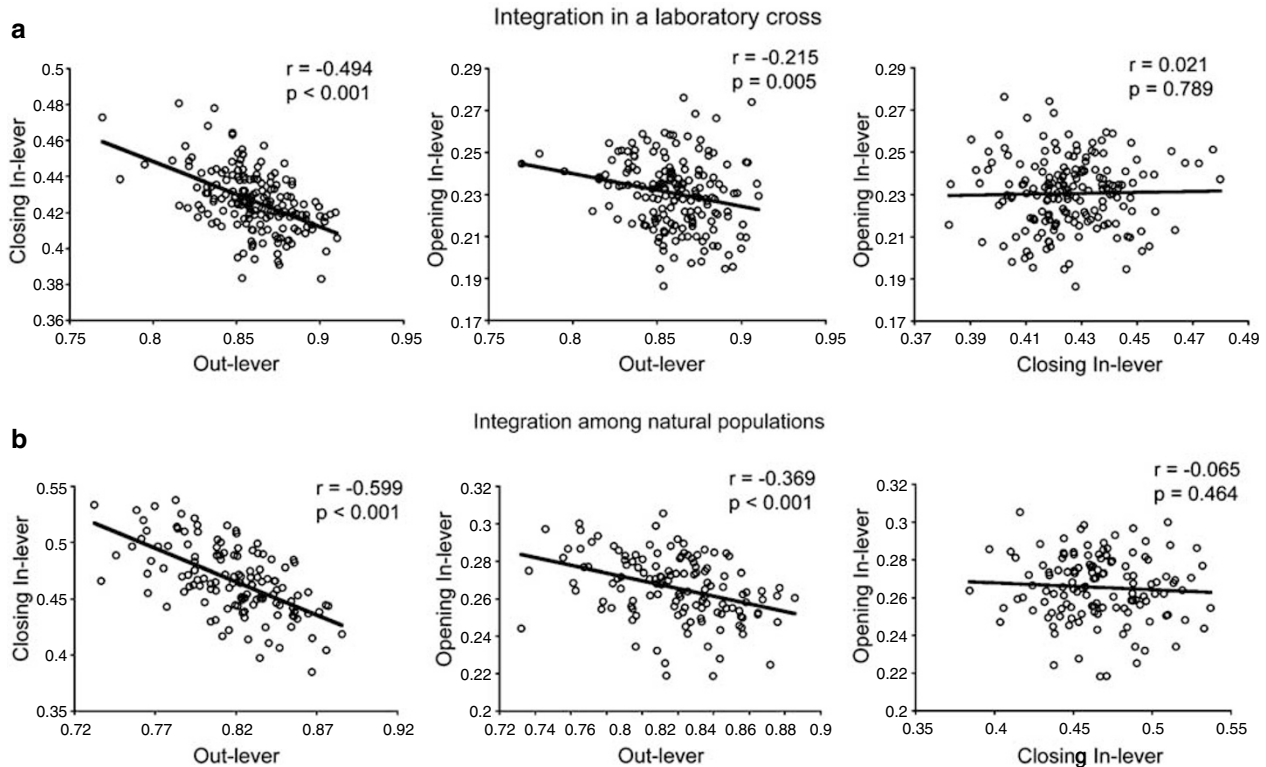 a
Integration in a laboratory cross
r = -0.494
p < 0.001
Closing In-lever
0.5
0.48
0.46
0.44
0.42
0.4
0.38
0.36
0.75
0.8
0.85
0.9
0.95
Out-lever
r = -0.215
p = 0.005
Opening In-lever
0.29
0.27
0.25
0.23
0.21
0.19
0.17
0.75
0.8
0.85
0.9
0.95
Out-lever
r = 0.021
p = 0.789
Opening In-lever
0.29
0.27
0.25
0.23
0.21
0.19
0.17
0.37
0.39
0.41
0.43
0.45
0.47
0.49
Closing In-lever
b
Integration among natural populations
r = -0.599
p < 0.001
Closing In-lever
0.55
0.5
0.45
0.4
0.35
0.72
0.77
0.82
0.87
0.92
Out-lever
r = -0.369
p < 0.001
Opening In-lever
0.32
0.3
0.28
0.26
0.24
0.22
0.2
0.72
0.74
0.76
0.78
0.8
0.82
0.84
0.86
0.88
0.9
Out-lever
r = -0.065
p = 0.464
Opening In-lever
0.32
0.3
0.28
0.26
0.24
0.22
0.2
0.35
0.4
0.45
0.5
0.55
Closing In-lever